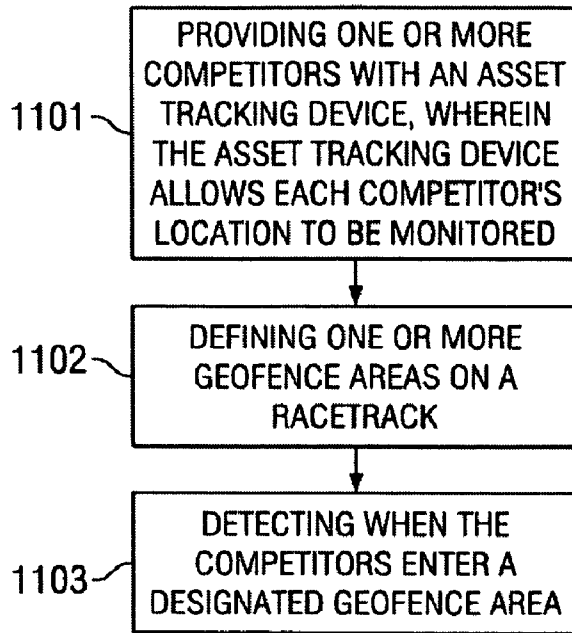 PROVIDING ONE OR MORE
COMPETITORS WITH AN ASSET
TRACKING DEVICE, WHEREIN
1101
THE ASSET TRACKING DEVICE
ALLOWS EACH COMPETITOR'S
LOCATION TO BE MONITORED
DEFINING ONE OR MORE
1102
GEOFENCE AREAS ON A
RACETRACK
DETECTING WHEN THE
COMPETITORS ENTER A
1103
DESIGNATED GEOFENCE AREA